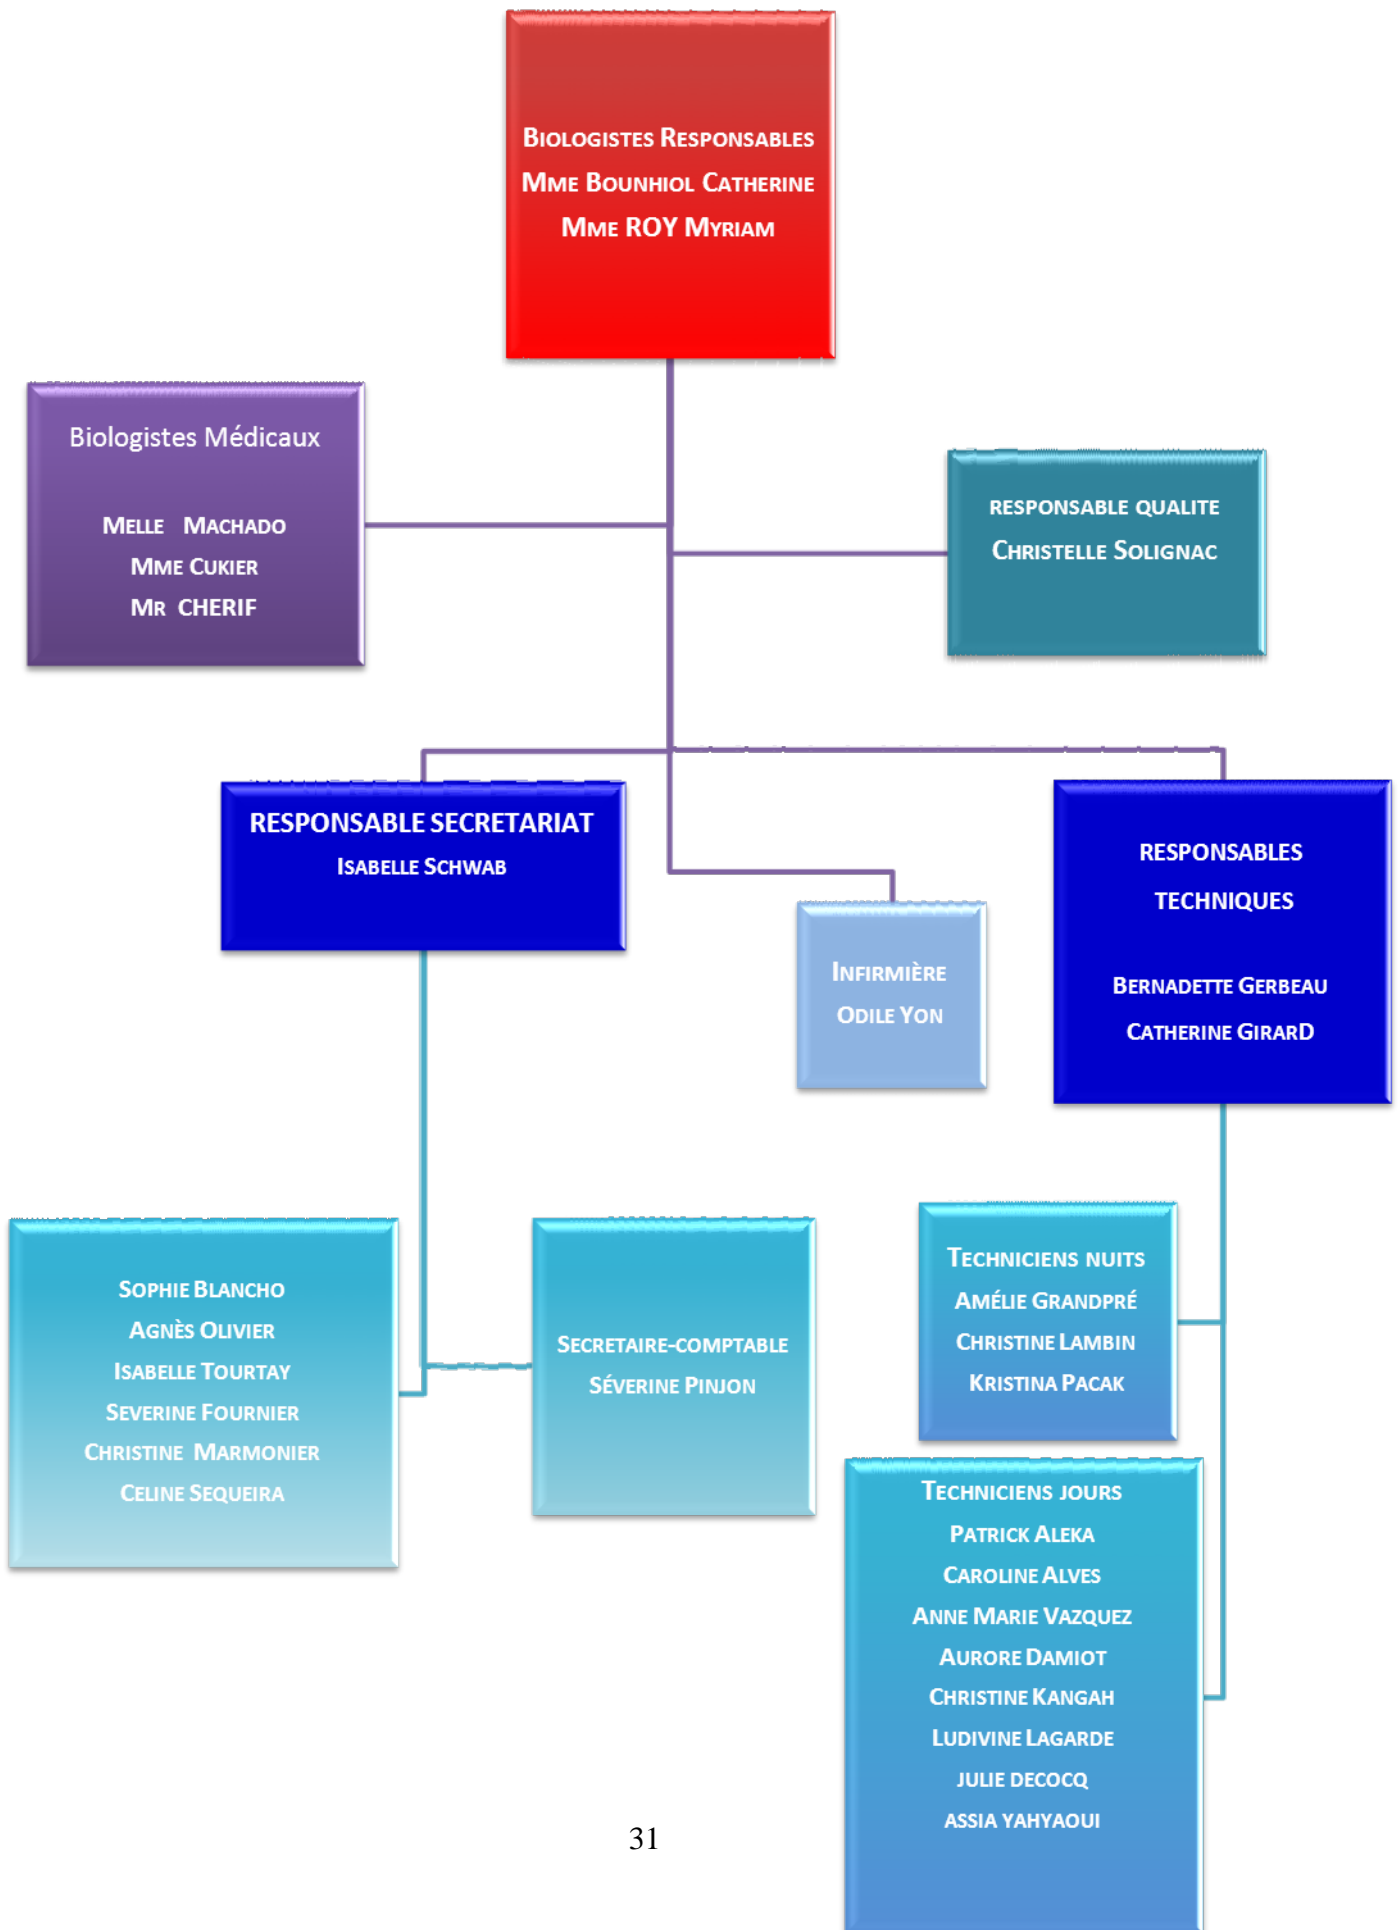 Biologistes Responsables
Mme Bounhiol Catherine
Mme ROY Myriam
Biologistes Médicaux
Melle Machado
Mme Cukier
Mr CHERIF
RESPONSABLE QUALITE
Christelle Solignac
RESPONSABLE SECRETARIAT
Isabelle Schwab
RESPONSABLES
TECHNIQUES
Bernadette Gerbeau
Catherine GirarD
Infirmière
Odile Yon
Sophie Blancho
Agnès Olivier
Isabelle Tourtay
Severine Fournier
Christine Marmonier
Celine Sequeira
Secretaire-comptable
Séverine Pinjon
Techniciens nuits
Amélie Grandpré
Christine Lambin
Kristina Pacak
Techniciens jours
Patrick Aleka
Caroline Alves
Anne Marie Vazquez
Aurore Damiot
Christine Kangah
Ludivine Lagarde
JULIE DECOCQ
ASSIA YAHYAOUI
31